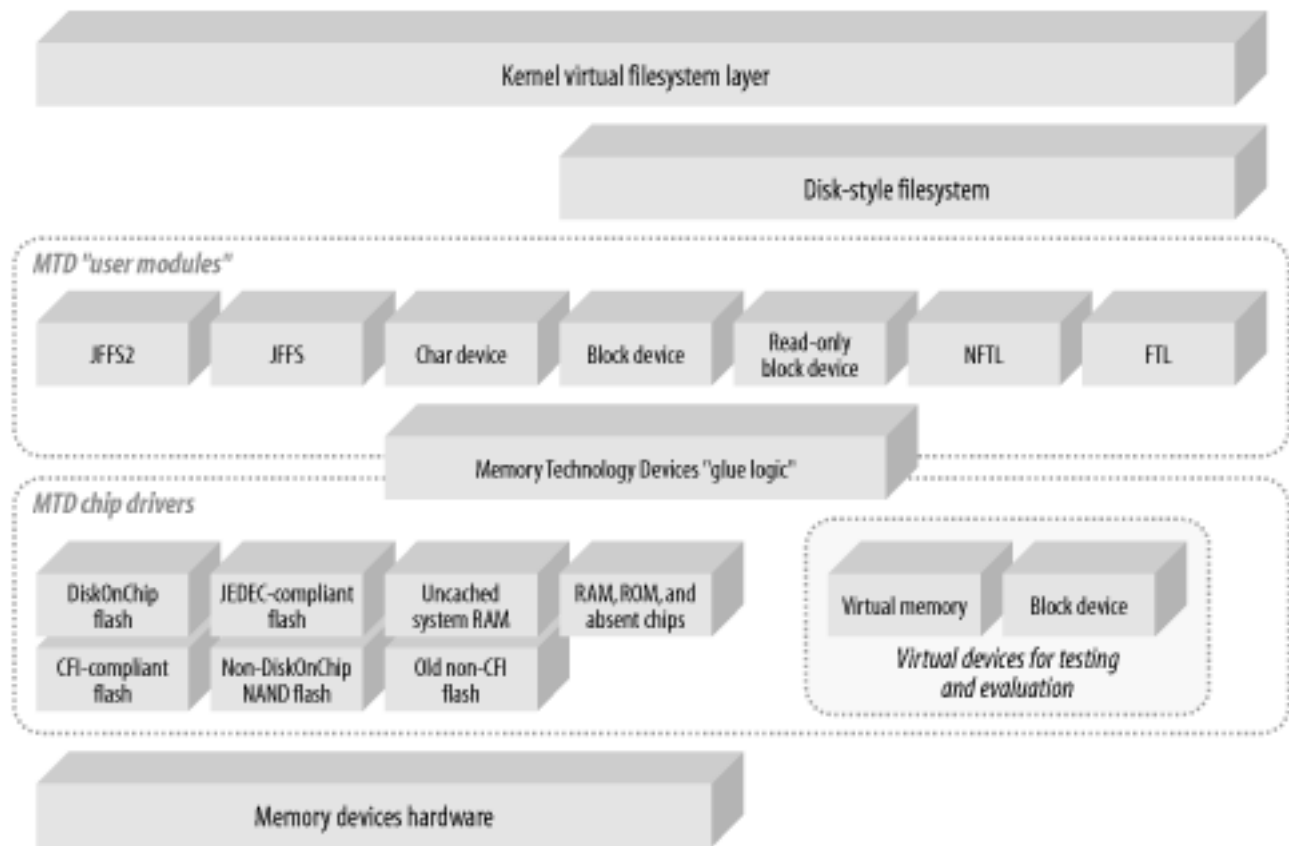 Kernel virtual filesystem layer
Disk-style filesystem
MTD "user modules"
JFFS2
JFFS
Char device
Block device
Read-only
block device
NFTL
FTL
Memory Technology Devices "glue logic"
MTD chip drivers
DiskOnChip
flash
JEDEC-compliant
flash
Uncached
system RAM
RAM, ROM, and
absent chips
CFI-compliant
flash
Non-DiskOnChip
NAND flash
Old non-CFI
flash
Virtual memory
Block device
Virtual devices for testing
and evaluation
Memory devices hardware